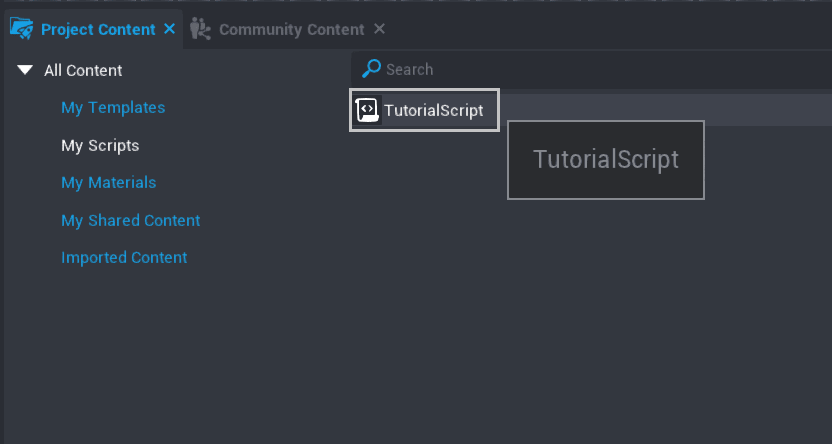 Project Content
Community Content
All Content
My Templates
My Scripts
My Materials
My Shared Content
Imported Content
Search
TutorialScript
TutorialScript